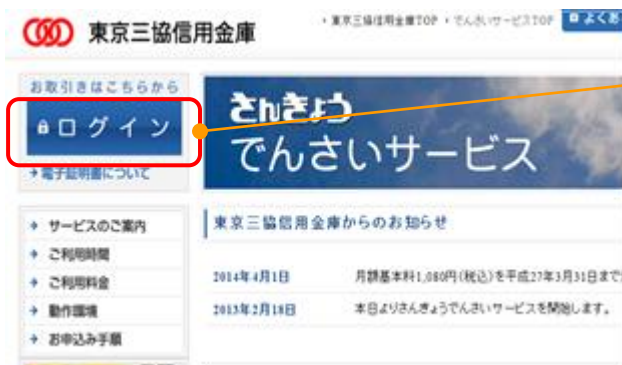 東京三協信用金庫
・東京三協信用金庫TOP ・でんさいサービスTOP
よくあ
お取引きはこちらから
ログイン
電子証明書について
さんきょう
でんさいサービス
サービスのご案内
ご利用時間
ご利用料金
動作環境
お申込み手順
東京三協信用金庫からのお知らせ
2014年4月1日 月額基本料1,080円(税込)を平成27年3月31日まで
2013年2月18日 本日よりさんきょうでんさいサービスを開始します。